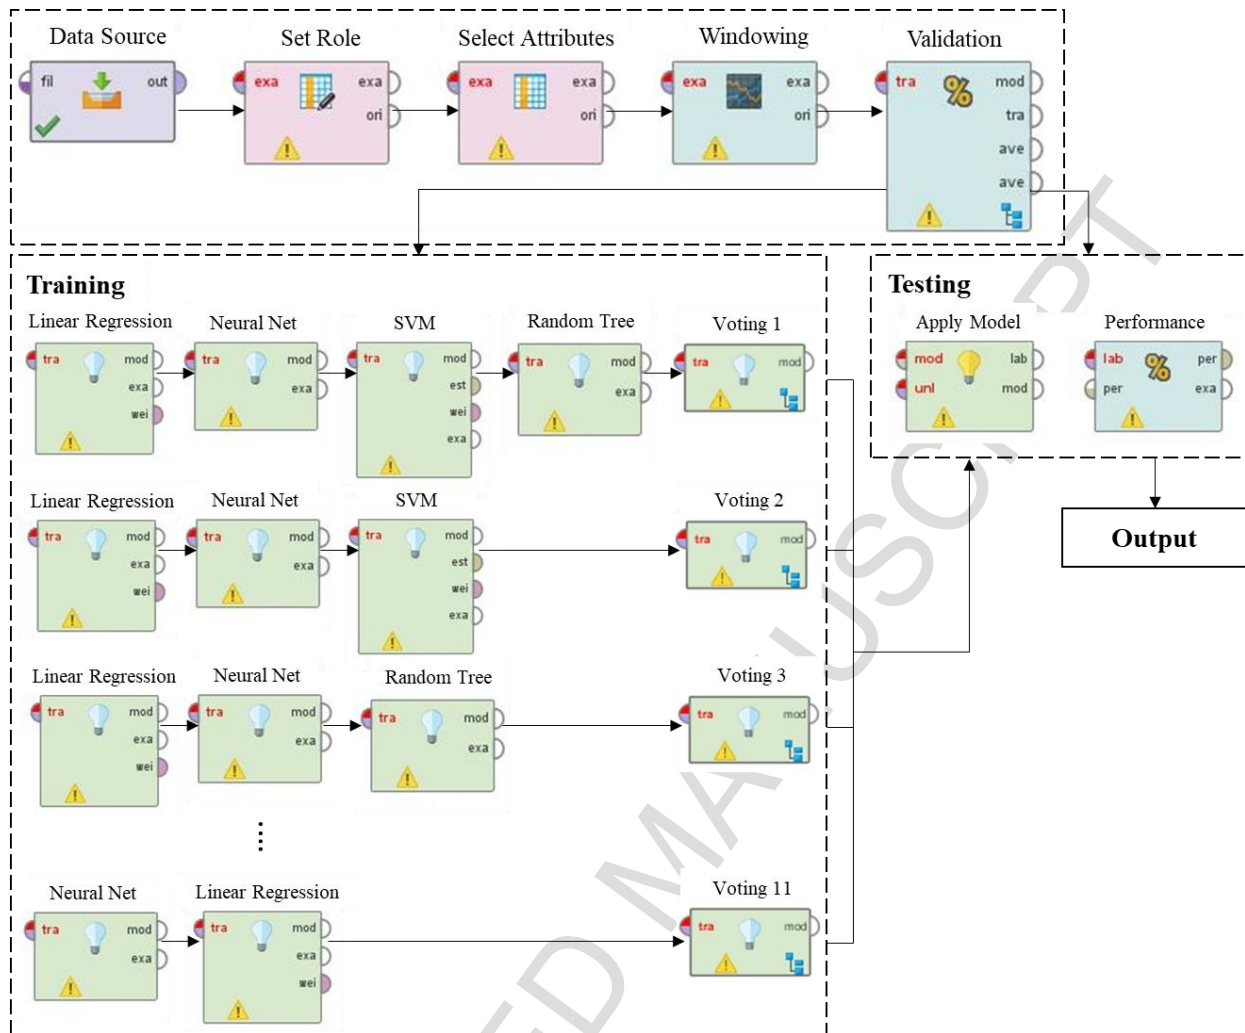 Data Source
Set Role
Select Attributes
Windowing
Validation
fil out
exa exa
ori
exa exa
ori
exa exa
ori
tra mod
tra
ave
ave
Training
Linear Regression
Neural Net
SVM
Random Tree
Voting 1
tra mod
exa
wei
tra mod
exa
tra mod
est
wei
exa
tra mod
exa
tra mod
Linear Regression
Neural Net
SVM
Voting 2
tra mod
exa
wei
tra mod
exa
tra mod
est
wei
exa
tra mod
Linear Regression
Neural Net
Random Tree
Voting 3
tra mod
exa
wei
tra mod
exa
tra mod
exa
tra mod
Neural Net
Linear Regression
Voting 11
tra mod
exa
tra mod
exa
wei
tra mod
Testing
Apply Model
Performance
mod lab
unl mod
lab per
per exa
Output